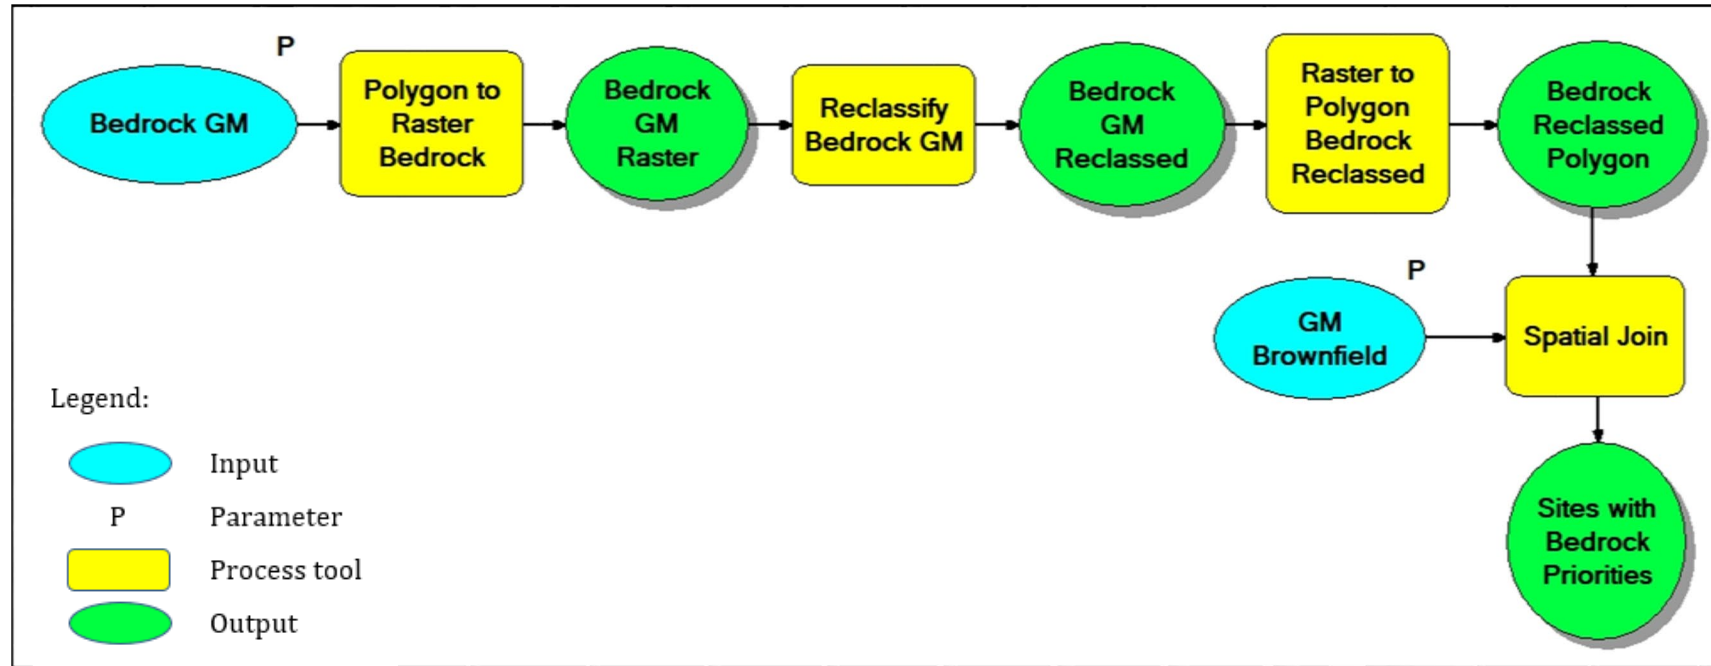 P
Bedrock GM
Polygon to
Raster
Bedrock
Bedrock
GM
Raster
Reclassify
Bedrock GM
Bedrock
GM
Reclassed
Raster to
Polygon
Bedrock
Reclassed
Bedrock
Reclassed
Polygon
P
GM
Brownfield
Spatial Join
Sites with
Bedrock
Priorities
Legend:
Input
P Parameter
Process tool
Output